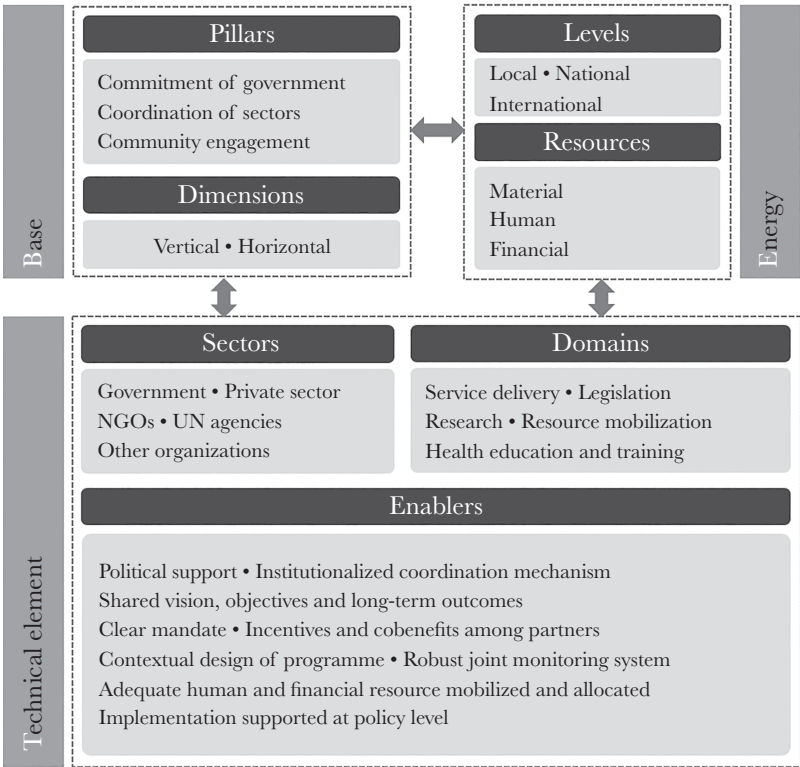 Base
Pillars
Commitment of government
Coordination of sectors
Community engagement
Dimensions
Vertical • Horizontal
Levels
Local • National
International
Resources
Material
Human
Financial
Energy
Technical element
Sectors
Government • Private sector
NGOs • UN agencies
Other organizations
Domains
Service delivery • Legislation
Research • Resource mobilization
Health education and training
Enablers
Political support • Institutionalized coordination mechanism
Shared vision, objectives and long-term outcomes
Clear mandate • Incentives and cobenefits among partners
Contextual design of programme • Robust joint monitoring system
Adequate human and financial resource mobilized and allocated
Implementation supported at policy level